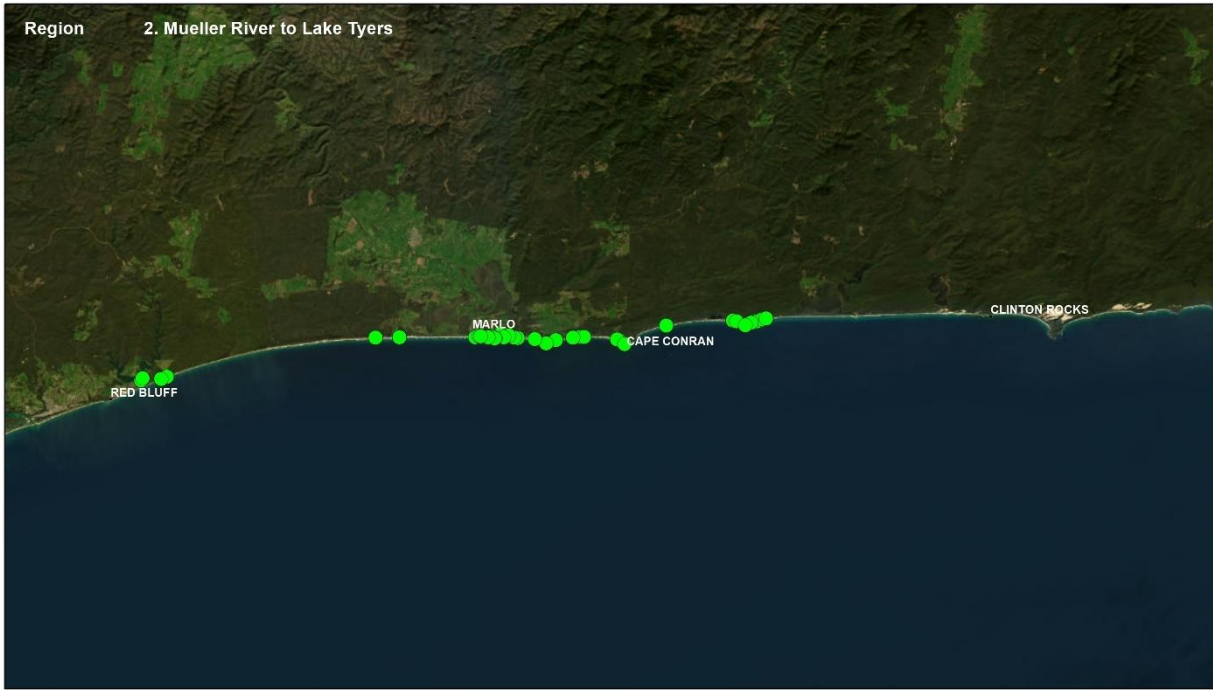 Region 2. Mueller River to Lake Tyers
CLINTON ROCKS
MARLO
CAPE CONRAN
RED BLUFF